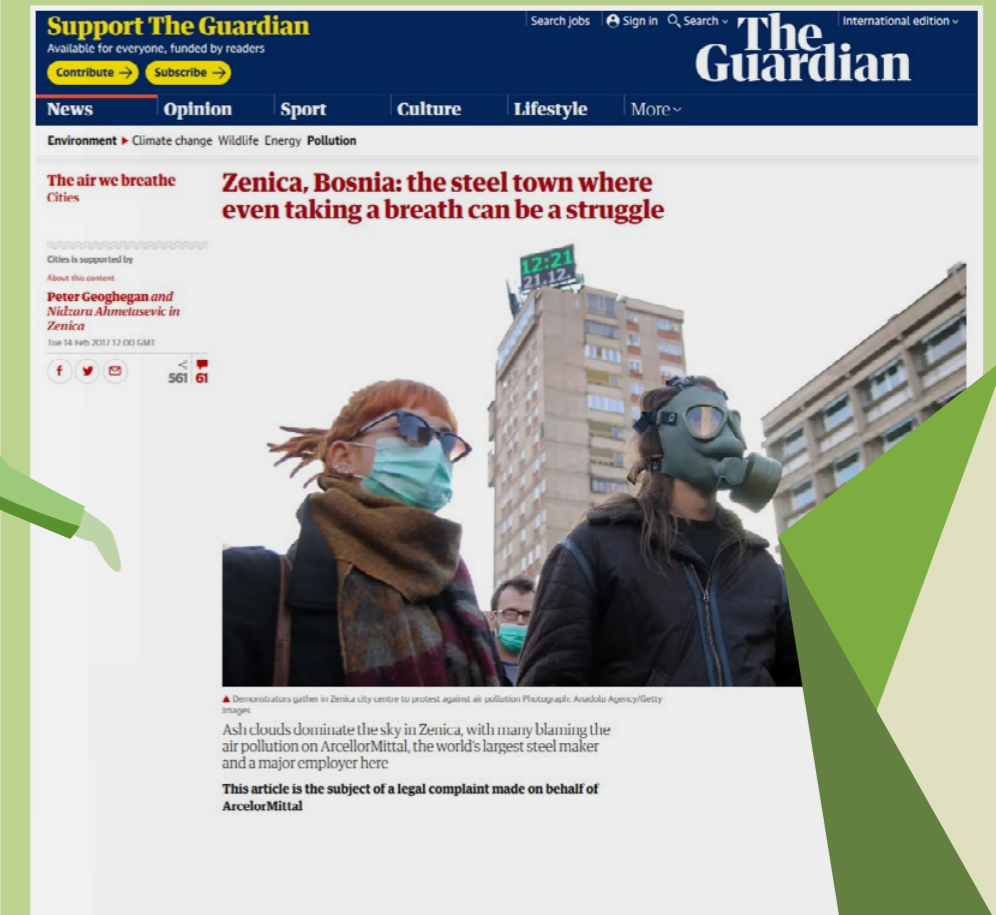 Support The Guardian
Available for everyone, funded by readers
Contribute →
Subscribe →
Search jobs
Sign in
Search
International edition
The
Guardian
News
Opinion
Sport
Culture
Lifestyle
More
Environment
Climate change
Wildlife
Energy
Pollution
The air we breathe
Cities
Cities is supported by
About this content
Peter Geoghegan and
Nidzara Ahmetasevic in
Zenica
Tue 14 Feb 2017 12.00 GMT
561
61
Zenica, Bosnia: the steel town where
even taking a breath can be a struggle
12:21
21.12.
Demonstrators gather in Zenica city centre to protest against air pollution Photograph: Anadolu Agency/Getty
Images
Ash clouds dominate the sky in Zenica, with many blaming the
air pollution on ArcellorMittal, the world's largest steel maker
and a major employer here
This article is the subject of a legal complaint made on behalf of
ArcelorMittal